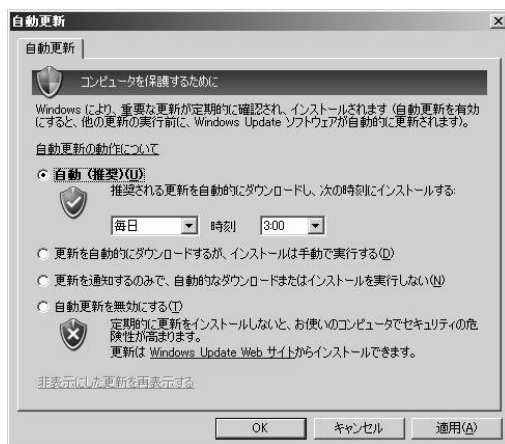 自動更新
自動更新
コンピュータを保護するために
Windows により、重要な更新が定期的に確認され、インストールされます (自動更新を有効
にすると、他の更新の実行前に、Windows Update ソフトウェアが自動的に更新されます)。
自動更新の動作について
自動 (推奨)(U)
推奨される更新を自動的にダウンロードし、次の時刻にインストールする:
毎日 時刻 3:00
更新を自動的にダウンロードするが、インストールは手動で実行する(D)
更新を通知するのみで、自動的なダウンロードまたはインストールを実行しない(N)
自動更新を無効にする(T)
定期的に更新をインストールしないと、お使いのコンピュータでセキュリティの危
険性が高まります。
更新は Windows Update Web サイトからインストールできます。
非表示にした更新を再表示する
OK キャンセル 適用(A)